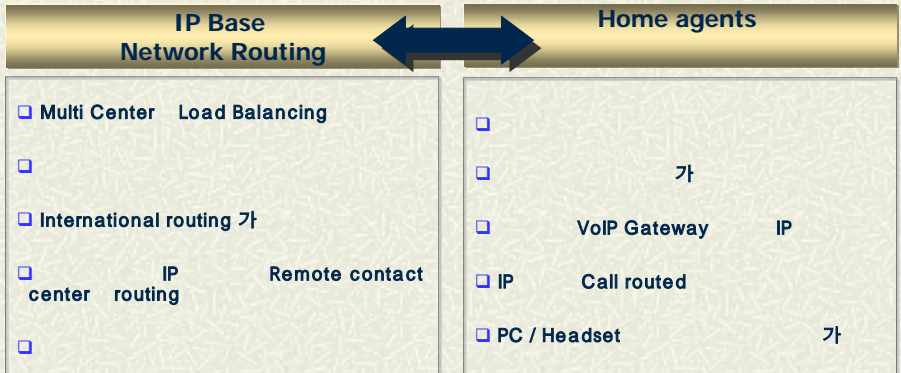 IP Base
Network Routing
Multi Center Load Balancing
International routing 가
IP Remote contact
center routing
Home agents
가
VoIP Gateway IP
IP Call routed
PC / Headset 가